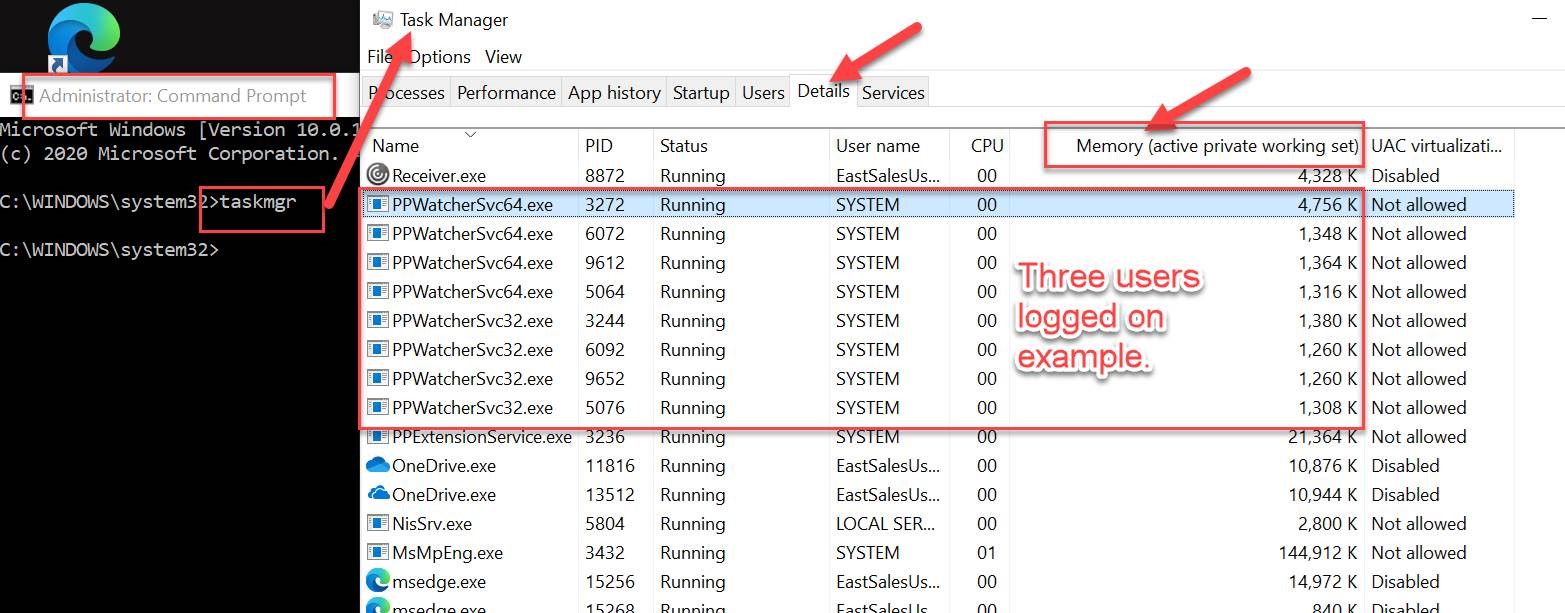 Task Manager
File Options View
Administrator: Command Prompt
Processes Performance App history Startup Users Details Services
Microsoft Windows [Version 10.0.1
(c) 2020 Microsoft Corporation.
C:\WINDOWS\system32>taskmgr
C:\WINDOWS\system32>
Name PID Status User name CPU Memory (active private working set) UAC virtualizati...
Receiver.exe 8872 Running EastSalesUs... 00 4,328 K Disabled
PPWatcherSvc64.exe 3272 Running SYSTEM 00 4,756 K Not allowed
PPWatcherSvc64.exe 6072 Running SYSTEM 00 1,348 K Not allowed
PPWatcherSvc64.exe 9612 Running SYSTEM 00 1,364 K Not allowed
PPWatcherSvc64.exe 5064 Running SYSTEM 00 1,316 K Not allowed
PPWatcherSvc32.exe 3244 Running SYSTEM 00 1,380 K Not allowed
PPWatcherSvc32.exe 6092 Running SYSTEM 00 1,260 K Not allowed
PPWatcherSvc32.exe 9652 Running SYSTEM 00 1,260 K Not allowed
PPWatcherSvc32.exe 5076 Running SYSTEM 00 1,308 K Not allowed
Three users
logged on
example.
PPExtensionService.exe 3236 Running SYSTEM 00 21,364 K Not allowed
OneDrive.exe 11816 Running EastSalesUs... 00 10,876 K Disabled
OneDrive.exe 13512 Running EastSalesUs... 00 10,944 K Disabled
NisSrv.exe 5804 Running LOCAL SER... 00 2,800 K Not allowed
MsMpEng.exe 3432 Running SYSTEM 01 144,912 K Not allowed
msedge.exe 15256 Running EastSalesUs... 00 14,972 K Disabled
msedge.exe 15268 Running EastSalesUs... 00 840 K Disabled